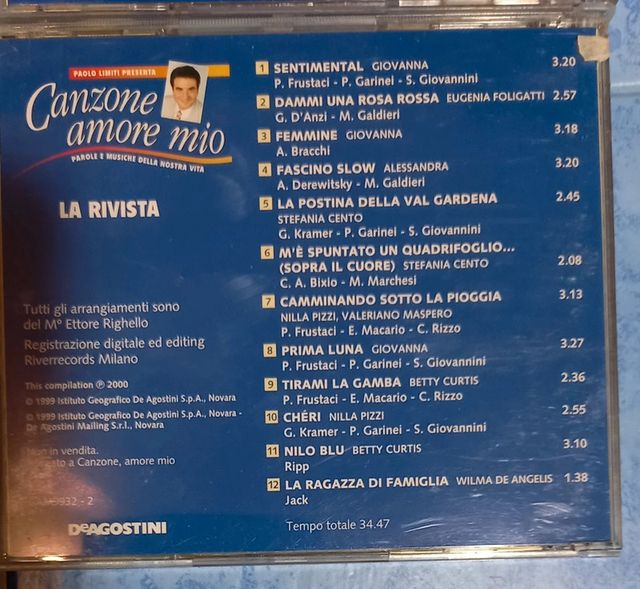 PAOLO LIMITI PRESENTA
Canzone
amore mio
PAROLE E MUSICHE DELLA NOSTRA VITA
LA RIVISTA
Tutti gli arrangiamenti sono
del M° Ettore Righello
Registrazione digitale ed editing
Riverrecords Milano
This compilation ℗ 2000
© 1999 Istituto Geografico De Agostini S.p.A., Novara
© 1999 Istituto Geografico De Agostini S.p.A., Novara -
De Agostini Mailing S.r.l., Novara
in vendita.
a Canzone, amore mio
932 - 2
DeAGOSTINI
1 SENTIMENTAL GIOVANNA 3.20
P. Frustaci - P. Garinei - S. Giovannini
2 DAMMI UNA ROSA ROSSA EUGENIA FOLIGATTI 2.57
G. D'Anzi - M. Galdieri
3 FEMMINE GIOVANNA 3.18
A. Bracchi
4 FASCINO SLOW ALESSANDRA 3.20
A. Derewitsky - M. Galdieri
5 LA POSTINA DELLA VAL GARDENA 2.45
STEFANIA CENTO
G. Kramer - P. Garinei - S. Giovannini
6 M'È SPUNTATO UN QUADRIFOGLIO...
(SOPRA IL CUORE) STEFANIA CENTO 2.08
C. A. Bixio - M. Marchesi
7 CAMMINANDO SOTTO LA PIOGGIA 3.13
NILLA PIZZI, VALERIANO MASPERO
P. Frustaci - E. Macario - C. Rizzo
8 PRIMA LUNA GIOVANNA 3.27
P. Frustaci - P. Garinei - S. Giovannini
9 TIRAMI LA GAMBA BETTY CURTIS 2.36
P. Frustaci - E. Macario - C. Rizzo
10 CHÉRI NILLA PIZZI 2.55
G. Kramer - P. Garinei - S. Giovannini
11 NILO BLU BETTY CURTIS 3.10
Ripp
12 LA RAGAZZA DI FAMIGLIA WILMA DE ANGELIS 1.38
Jack
Tempo totale 34.47